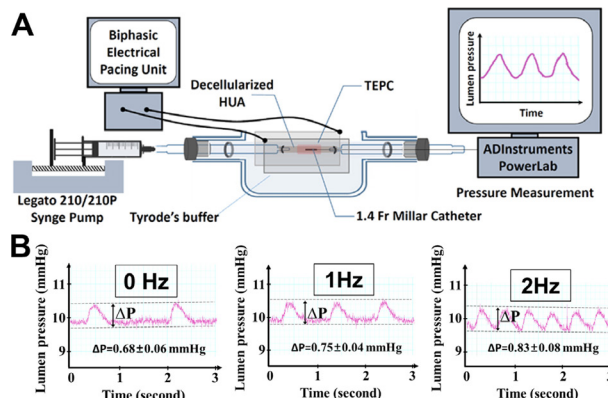 A
Biphasic
Electrical
Pacing Unit
Decellularized
HUA
TEPC
Lumen pressure
Time
ADInstruments
PowerLab
Pressure Measurement
Legato 210/210P
Synge Pump
Tyrode's buffer
1.4 Fr Millar Catheter
B
Lumen pressure (mmHg)
11
10
9
0 Hz
ΔP
ΔP=0.68±0.06 mmHg
0 1 2 3
Time (second)
Lumen pressure (mmHg)
11
10
9
1Hz
ΔP
ΔP=0.75±0.04 mmHg
0 1 2 3
Time (second)
Lumen pressure (mmHg)
11
10
9
2Hz
ΔP
ΔP=0.83±0.08 mmHg
0 1 2 3
Time (second)